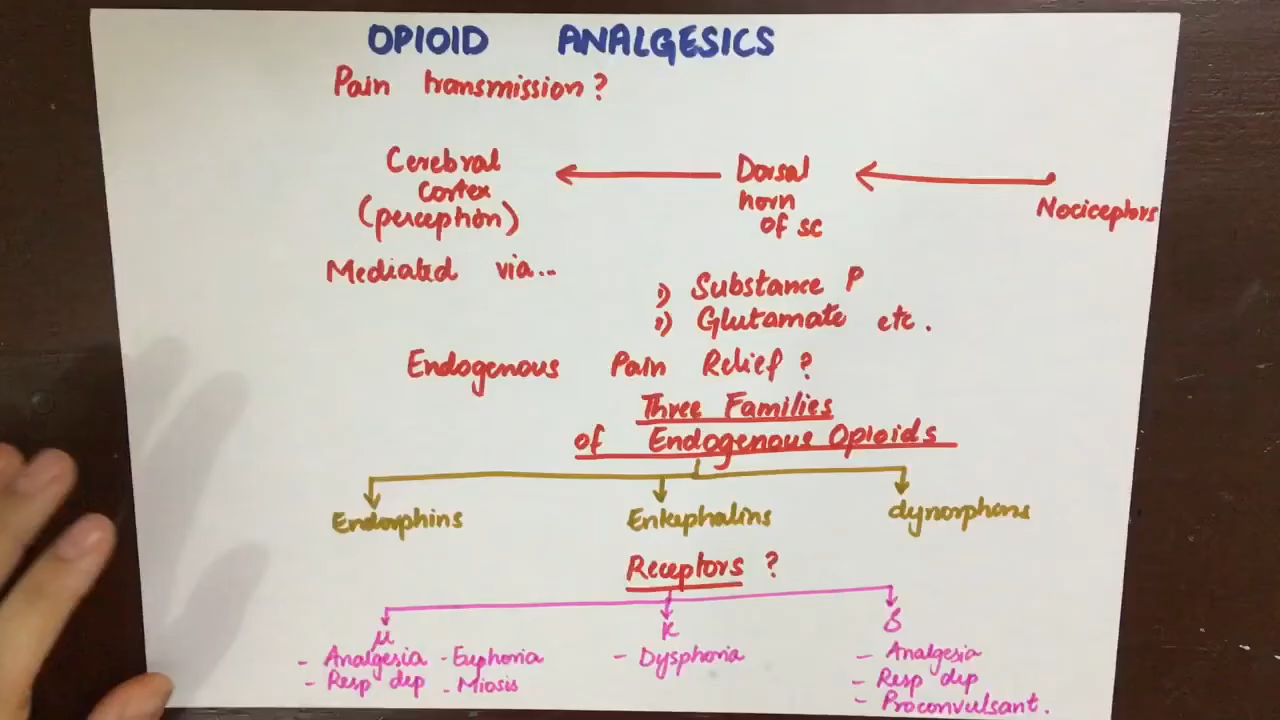 OPIOID ANALGESICS
Pain transmission?
Cerebral cortex (perception)
Dorsal horn of sc
Nociceptors
Mediated via...
1) Substance P
2) Glutamate etc.
Endogenous Pain Relief?
Three Families
of Endogenous Opioids
Endorphins Enkephalins dynorphons
Receptors?
μ κ δ
- Analgesia - Euphoria
- Resp dep - Miosis
- Dysphoria
- Analgesia
- Resp dep
- Proconvulsant.